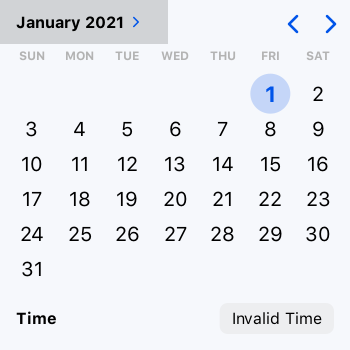 January 2021
SUN MON TUE WED THU FRI SAT
1 2
3 4 5 6 7 8 9
10 11 12 13 14 15 16
17 18 19 20 21 22 23
24 25 26 27 28 29 30
31
Time Invalid Time